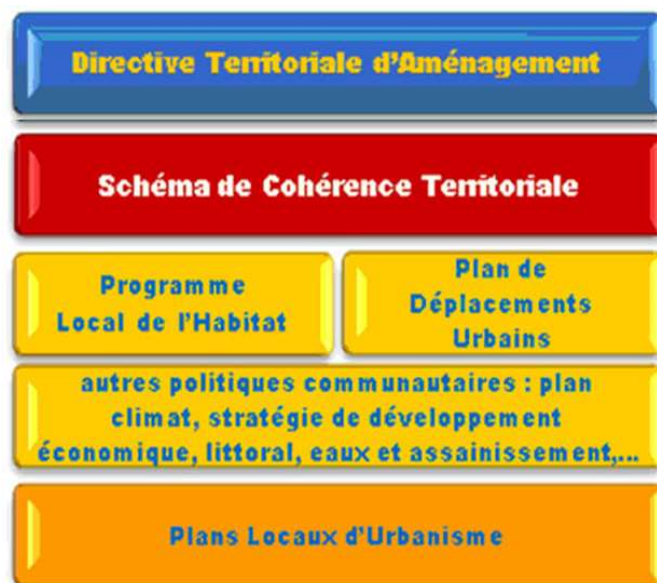 Directive Territoriale d'Aménagement
Schéma de Cohérence Territoriale
Programme
Local de l'Habitat
Plan de
Déplacements
Urbains
autres politiques communautaires : plan
climat, stratégie de développement
économique, littoral, eaux et assainissement,...
Plans Locaux d'Urbanisme